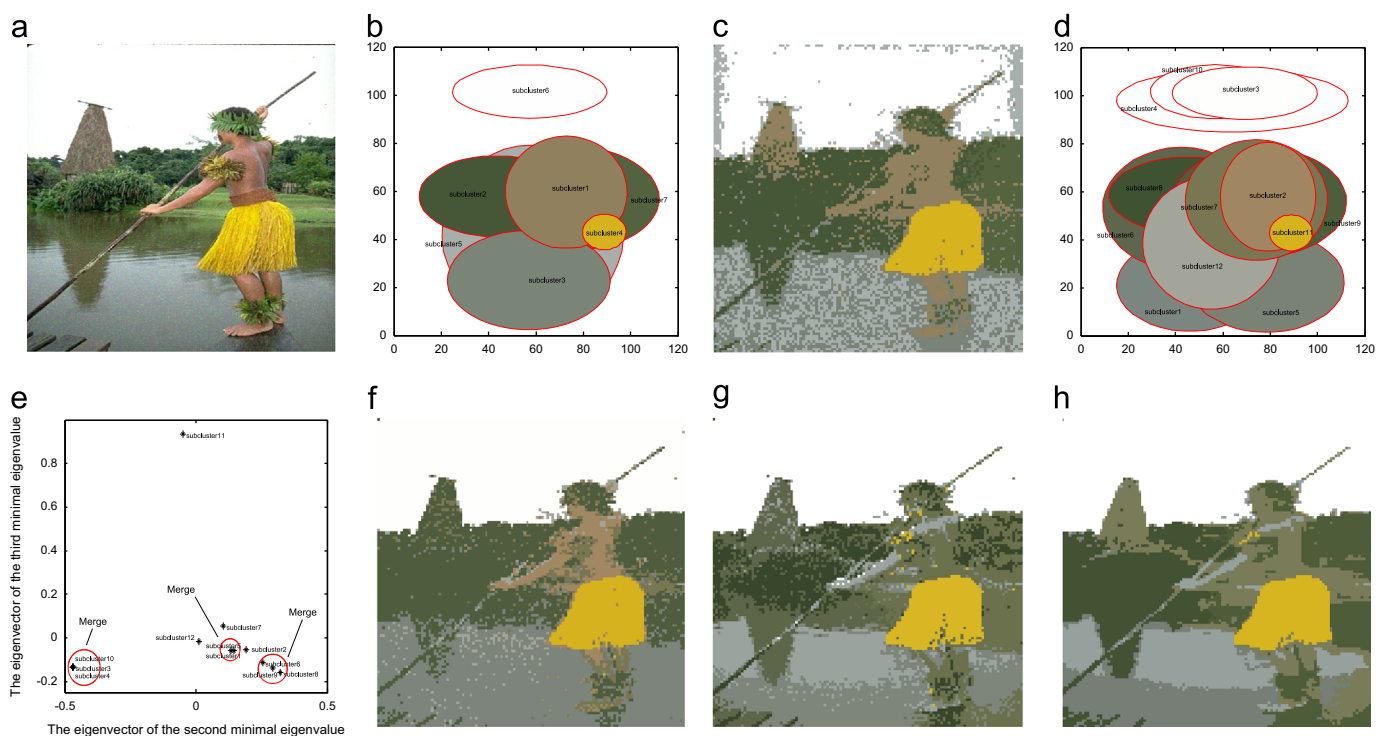 a
b
120
100
80
60
40
20
0
0 20 40 60 80 100 120
subcluster6
subcluster1
subcluster2
subcluster7
subcluster4
subcluster5
subcluster3
c
d
120
100
80
60
40
20
0
0 20 40 60 80 100 120
subcluster10
subcluster3
subcluster4
subcluster8
subcluster2
subcluster7
subcluster9
subcluster11
subcluster6
subcluster12
subcluster1
subcluster5
e
The eigenvector of the third minimal eigenvalue
0.8
0.6
0.4
0.2
0
-0.2
-0.5 0 0.5
The eigenvector of the second minimal eigenvalue
subcluster11
Merge
Merge
Merge
subcluster7
subcluster12
subcluster5
subcluster2
subcluster1
subcluster10
subcluster3
subcluster4
subcluster6
subcluster9
subcluster8
f
g
h